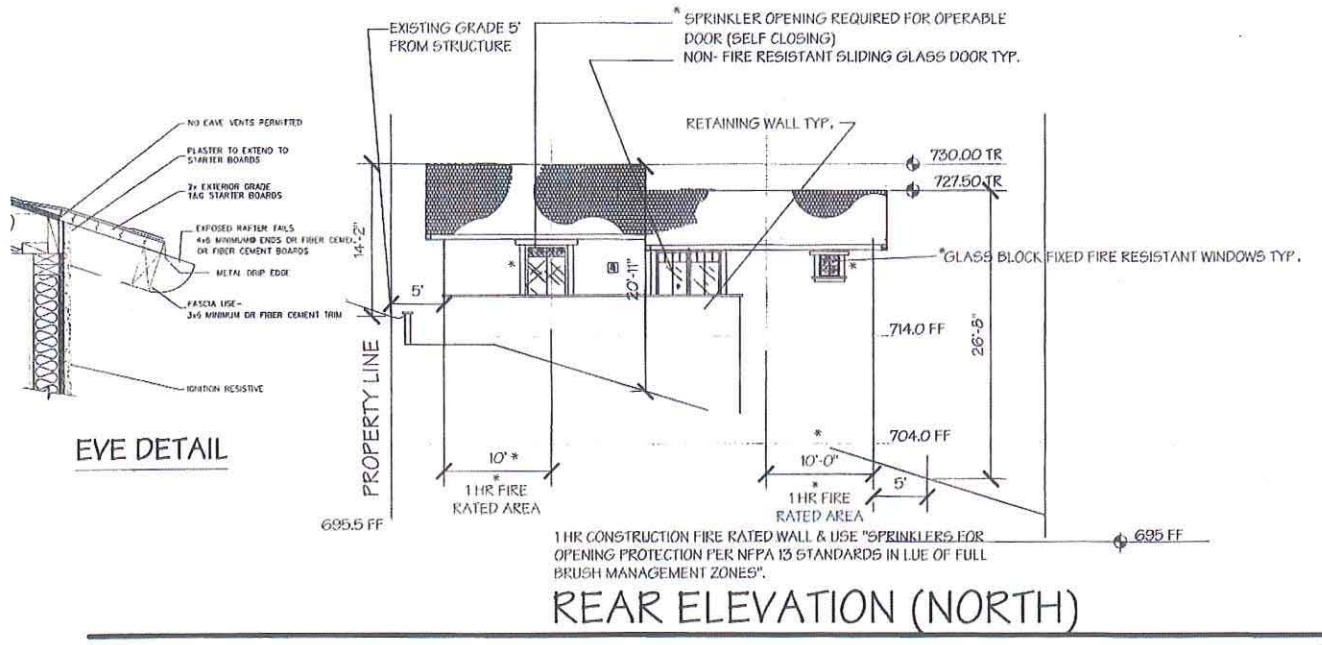 EXISTING GRADE 5'
FROM STRUCTURE
* SPRINKLER OPENING REQUIRED FOR OPERABLE
DOOR (SELF CLOSING)
NON- FIRE RESISTANT SLIDING GLASS DOOR TYP.
RETAINING WALL TYP.
NO EAVE VENTS PERMITTED
PLASTER TO EXTEND TO
STARTER BOARDS
2x EXTERIOR GRADE
T&G STARTER BOARDS
EXPOSED RAFTER TAILS
4x6 MINIMUM@ ENDS OR FIBER CEMEN
OR FIBER CEMENT BOARDS
METAL DRIP EDGE
FASCIA USE-
3x6 MINIMUM OR FIBER CEMENT TRIM
IGNITION RESISTIVE
EVE DETAIL
730.00 TR
727.50 TR
14'-2"
*
4
20'-11"
*
*GLASS BLOCK FIXED FIRE RESISTANT WINDOWS TYP.
5'
714.0 FF
26'-8"
PROPERTY LINE
704.0 FF
*
10' *
*
1 HR FIRE
RATED AREA
10'-0"
*
1 HR FIRE
RATED AREA
5'
695.5 FF
695 FF
1 HR CONSTRUCTION FIRE RATED WALL & USE "SPRINKLERS FOR
OPENING PROTECTION PER NFPA 13 STANDARDS IN LUE OF FULL
BRUSH MANAGEMENT ZONES".
REAR ELEVATION (NORTH)